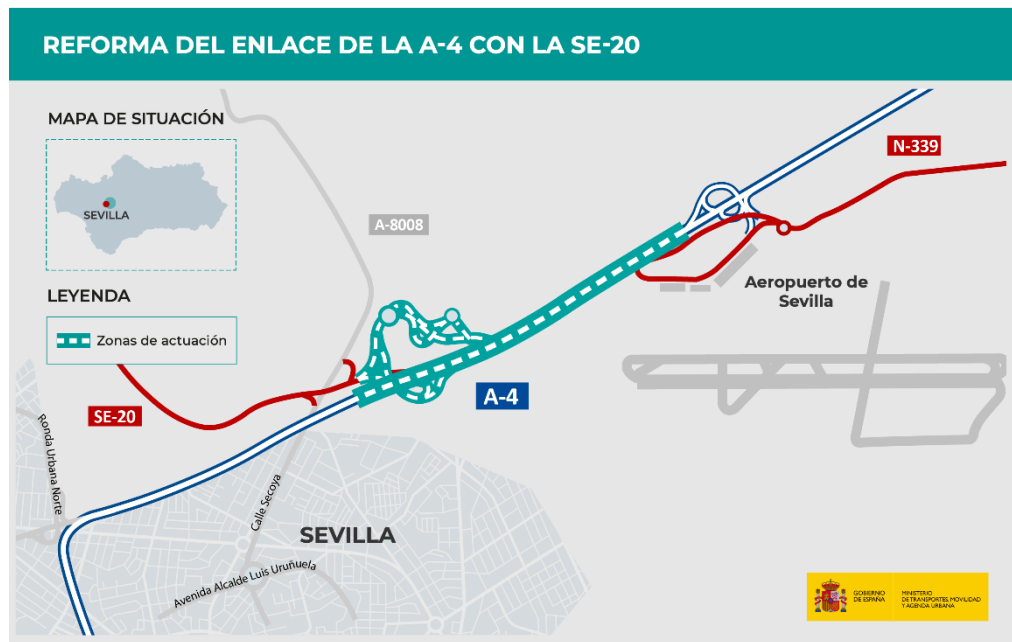 REFORMA DEL ENLACE DE LA A-4 CON LA SE-20
MAPA DE SITUACIÓN
SEVILLA
LEYENDA
Zonas de actuación
A-8008
N-339
Aeropuerto de
Sevilla
A-4
SE-20
Ronda Urbana Norte
Calle Secoya
SEVILLA
Avenida Alcalde Luis Uruñuela
GOBIERNO
DE ESPAÑA
MINISTERIO
DE TRANSPORTES, MOVILIDAD
Y AGENDA URBANA